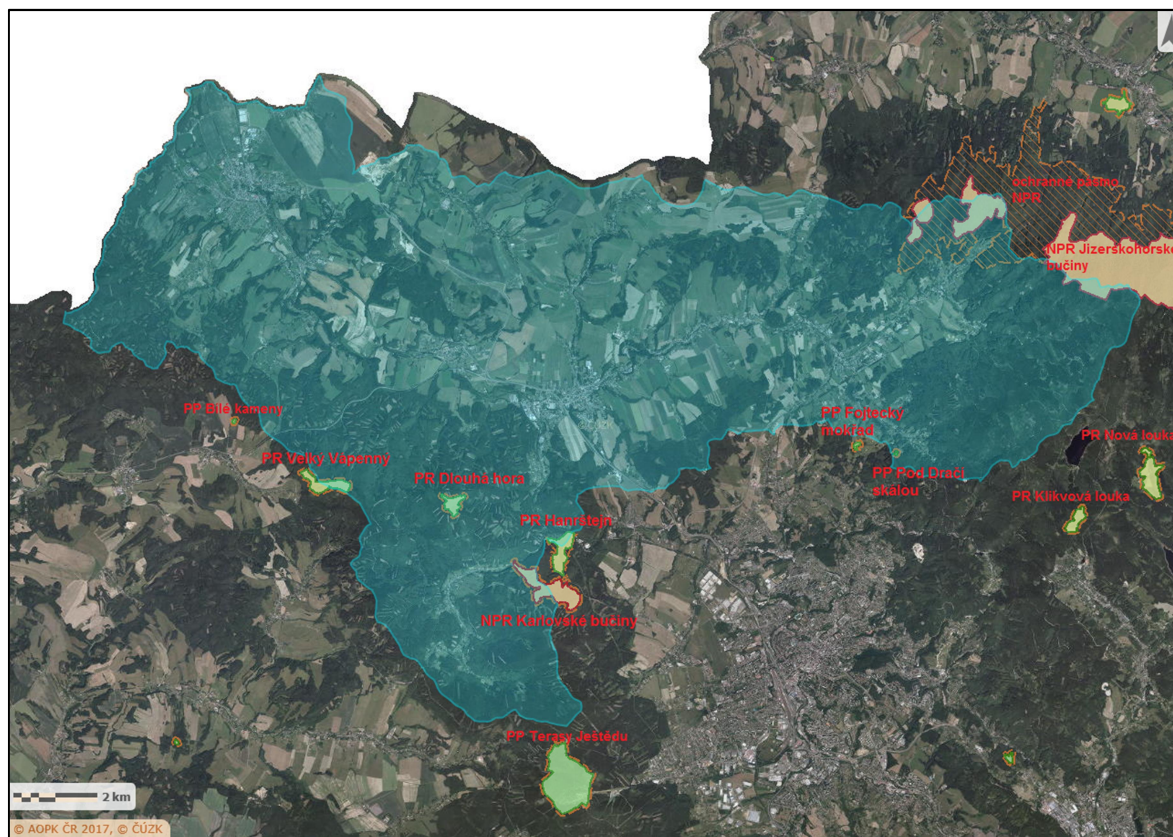 ochranné pásmo
NPR
NPR Jizerskohorské
bučiny
PP Bílé kameny
PP Fojtecký
mokřad
PR Nová louka
PR Velký Vápenný
PR Dlouhá hora
PP Pod Dračí
skálou
PR Klikvová louka
PR Hamrštejn
NPR Karlovské bučiny
PP Terasy Ještědu
2 km
© AOPK ČR 2017, © ČÚZK